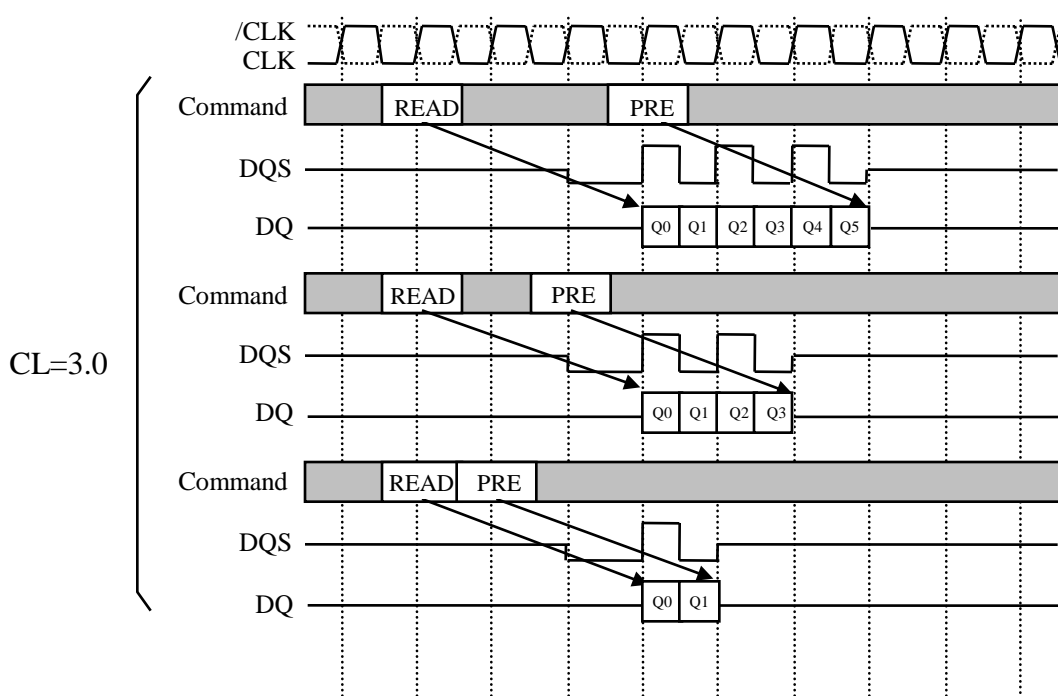 /CLK
CLK
Command READ PRE
DQS
DQ Q0 Q1 Q2 Q3 Q4 Q5
Command READ PRE
DQS
CL=3.0
DQ Q0 Q1 Q2 Q3
Command READ PRE
DQS
DQ Q0 Q1